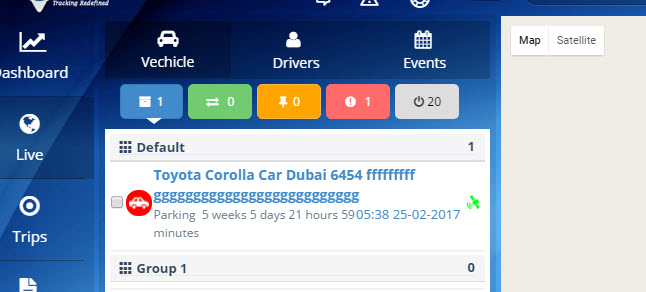 Tracking Redefined
Dashboard
Live
Trips
Vechicle
Drivers
Events
1
0
0
1
20
Default 1
Toyota Corolla Car Dubai 6454 fffffffff
gggggggggggggggggggggggggg
Parking 5 weeks 5 days 21 hours 59 05:38 25-02-2017
minutes
Group 1 0
Map Satellite